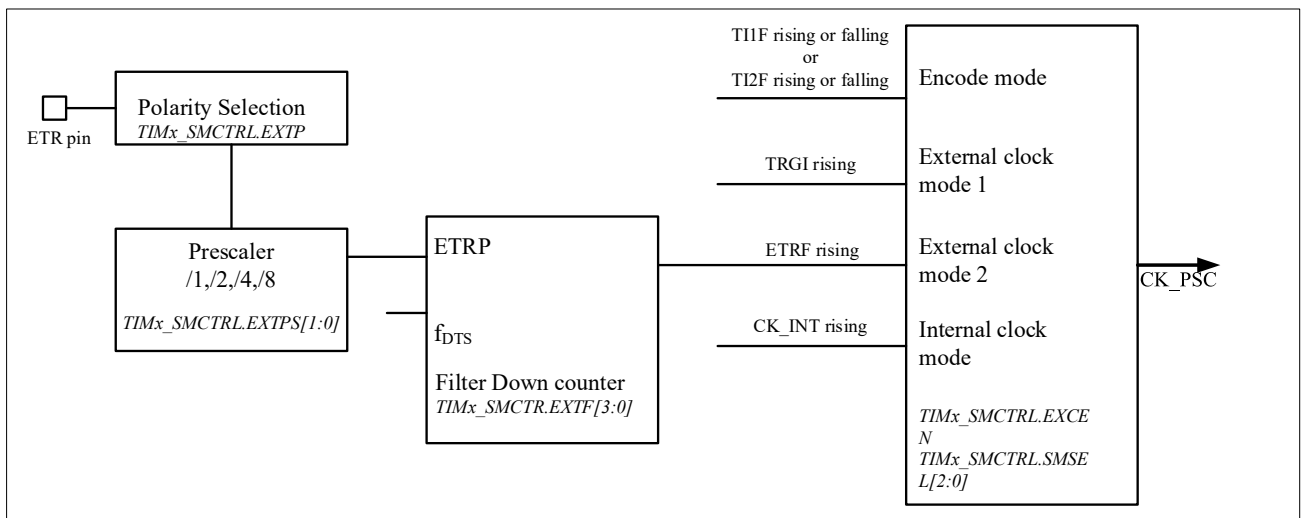 ETR pin
Polarity Selection
TIMx_SMCTRL.EXTP
Prescaler
/1,/2,/4,/8
TIMx_SMCTRL.EXTPS[1:0]
ETRP
fDTS
Filter Down counter
TIMx_SMCTR.EXTF[3:0]
TI1F rising or falling
or
TI2F rising or falling
TRGI rising
ETRF rising
CK_INT rising
Encode mode
External clock
mode 1
External clock
mode 2
Internal clock
mode
TIMx_SMCTRL.EXCE
N
TIMx_SMCTRL.SMSE
L[2:0]
CK_PSC